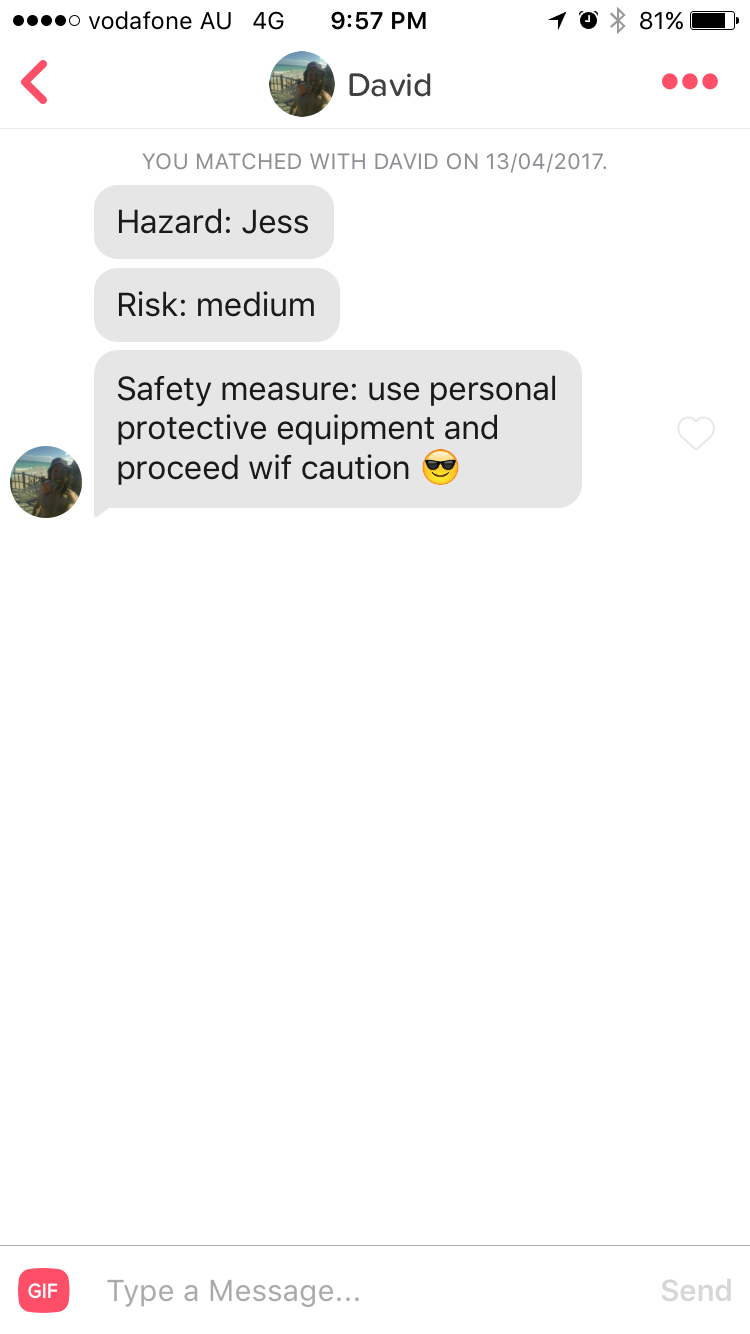 vodafone AU 4G 9:57 PM 81%
David
YOU MATCHED WITH DAVID ON 13/04/2017.
Hazard: Jess
Risk: medium
Safety measure: use personal
protective equipment and
proceed wif caution 😎
GIF Type a Message... Send